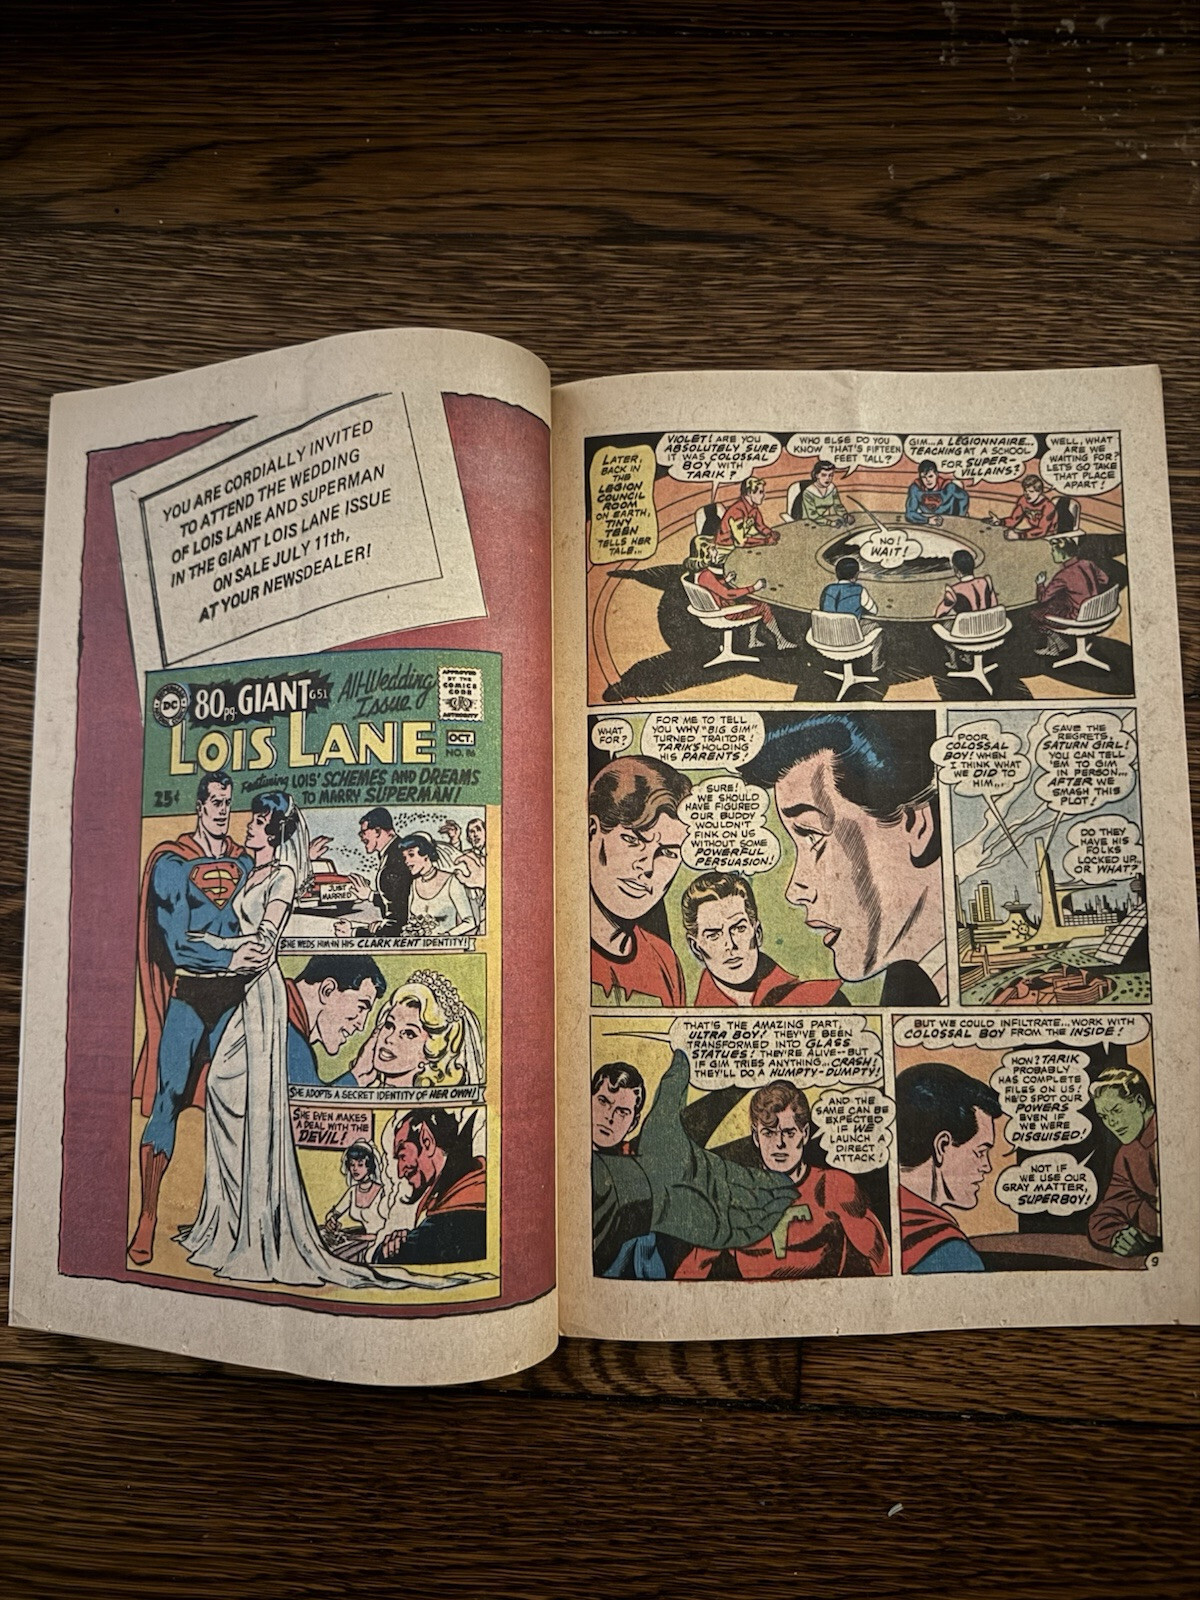 YOU ARE CORDIALLY INVITED
TO ATTEND THE WEDDING
OF LOIS LANE AND SUPERMAN
IN THE GIANT LOIS LANE ISSUE
ON SALE JULY 11th,
AT YOUR NEWSDEALER!
DC
80 pg. GIANT G51
All-Wedding
Issue!
APPROVED
BY THE
COMICS
CODE
AUTHORITY
LOIS LANE
OCT.
NO. 86
Featuring LOIS' SCHEMES AND DREAMS
TO MARRY SUPERMAN!
25¢
JUST
MARRIED
SHE WEDS HIM IN HIS CLARK KENT IDENTITY!
SHE ADOPTS A SECRET IDENTITY OF HER OWN!
SHE EVEN MAKES
A DEAL WITH THE
DEVIL!
LATER,
BACK IN
THE
LEGION
COUNCIL
ROOM
ON EARTH,
TINY
TEEN
TELLS HER
TALE...
VIOLET! ARE YOU
ABSOLUTELY SURE
IT WAS COLOSSAL
BOY WITH
TARIK?
WHO ELSE DO YOU
KNOW THAT'S FIFTEEN
FEET TALL?
GIM...A LEGIONNAIRE...
TEACHING AT A SCHOOL
FOR SUPER-
VILLAINS?
WELL, WHAT
ARE WE
WAITING FOR?
LET'S GO TAKE
THAT PLACE
APART!
NO!
WAIT!
WHAT
FOR?
FOR ME TO TELL
YOU WHY "BIG GIM"
TURNED TRAITOR!
TARIK'S HOLDING
HIS PARENTS!
SURE!
WE SHOULD
HAVE FIGURED
OUR BUDDY
WOULDN'T
FINK ON US
WITHOUT SOME
POWERFUL
PERSUASION!
POOR
COLOSSAL
BOY! WHEN
I THINK WHAT
WE DID TO
HIM...
SAVE THE
REGRETS,
SATURN GIRL!
YOU CAN TELL
'EM TO GIM
IN PERSON...
AFTER WE
SMASH THIS
PLOT!
DO THEY
HAVE HIS
FOLKS
LOCKED UP...
OR WHAT?
THAT'S THE AMAZING PART,
ULTRA BOY! THEY'VE BEEN
TRANSFORMED INTO GLASS
STATUES! THEY'RE ALIVE--BUT
IF GIM TRIES ANYTHING...CRASH!
THEY'LL DO A HUMPTY-DUMPTY!
AND THE
SAME CAN BE
EXPECTED
IF WE
LAUNCH A
DIRECT
ATTACK!
BUT WE COULD INFILTRATE...WORK WITH
COLOSSAL BOY FROM THE INSIDE!
HOW? TARIK
PROBABLY
HAS COMPLETE
FILES ON US!
HE'D SPOT OUR
POWERS
EVEN IF
WE WERE
DISGUISED!
NOT IF
WE USE OUR
GRAY MATTER,
SUPERBOY!
9